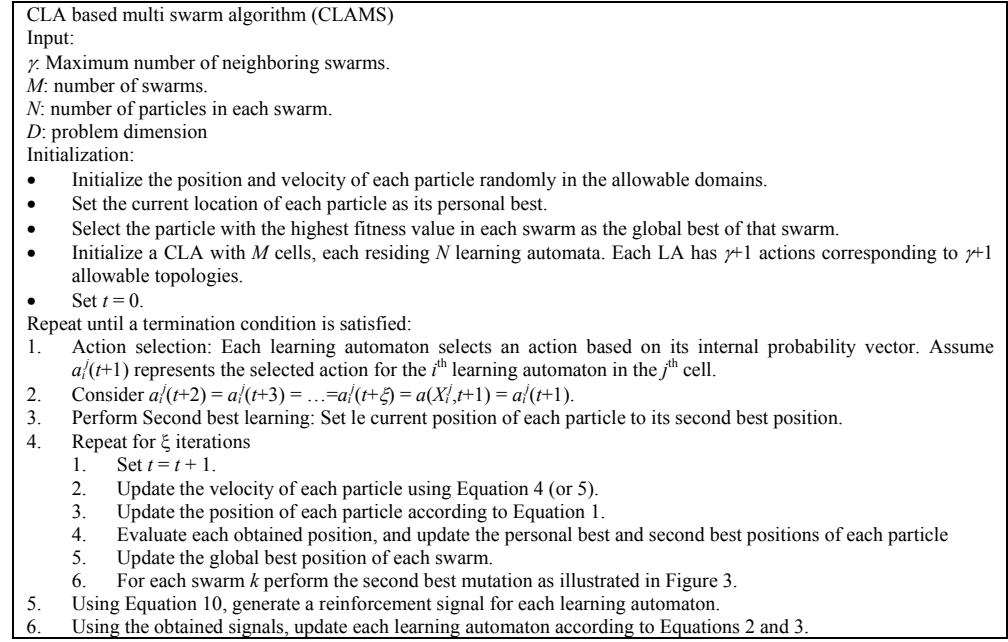 CLA based multi swarm algorithm (CLAMS)
Input:
γ: Maximum number of neighboring swarms.
M: number of swarms.
N: number of particles in each swarm.
D: problem dimension
Initialization:
• Initialize the position and velocity of each particle randomly in the allowable domains.
• Set the current location of each particle as its personal best.
• Select the particle with the highest fitness value in each swarm as the global best of that swarm.
• Initialize a CLA with M cells, each residing N learning automata. Each LA has γ+1 actions corresponding to γ+1
allowable topologies.
• Set t = 0.
Repeat until a termination condition is satisfied:
1. Action selection: Each learning automaton selects an action based on its internal probability vector. Assume
a_i^j(t+1) represents the selected action for the i^th learning automaton in the j^th cell.
2. Consider a_i^j(t+2) = a_i^j(t+3) = …=a_i^j(t+ξ) = a(X_i^j,t+1) = a_i^j(t+1).
3. Perform Second best learning: Set le current position of each particle to its second best position.
4. Repeat for ξ iterations
1. Set t = t + 1.
2. Update the velocity of each particle using Equation 4 (or 5).
3. Update the position of each particle according to Equation 1.
4. Evaluate each obtained position, and update the personal best and second best positions of each particle
5. Update the global best position of each swarm.
6. For each swarm k perform the second best mutation as illustrated in Figure 3.
5. Using Equation 10, generate a reinforcement signal for each learning automaton.
6. Using the obtained signals, update each learning automaton according to Equations 2 and 3.